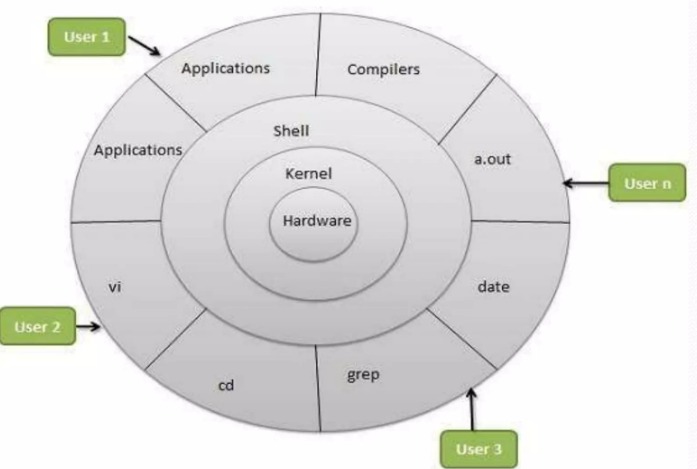 User 1
Applications
Compilers
Shell
Applications
a.out
Kernel
User n
Hardware
vi
date
User 2
cd
grep
User 3